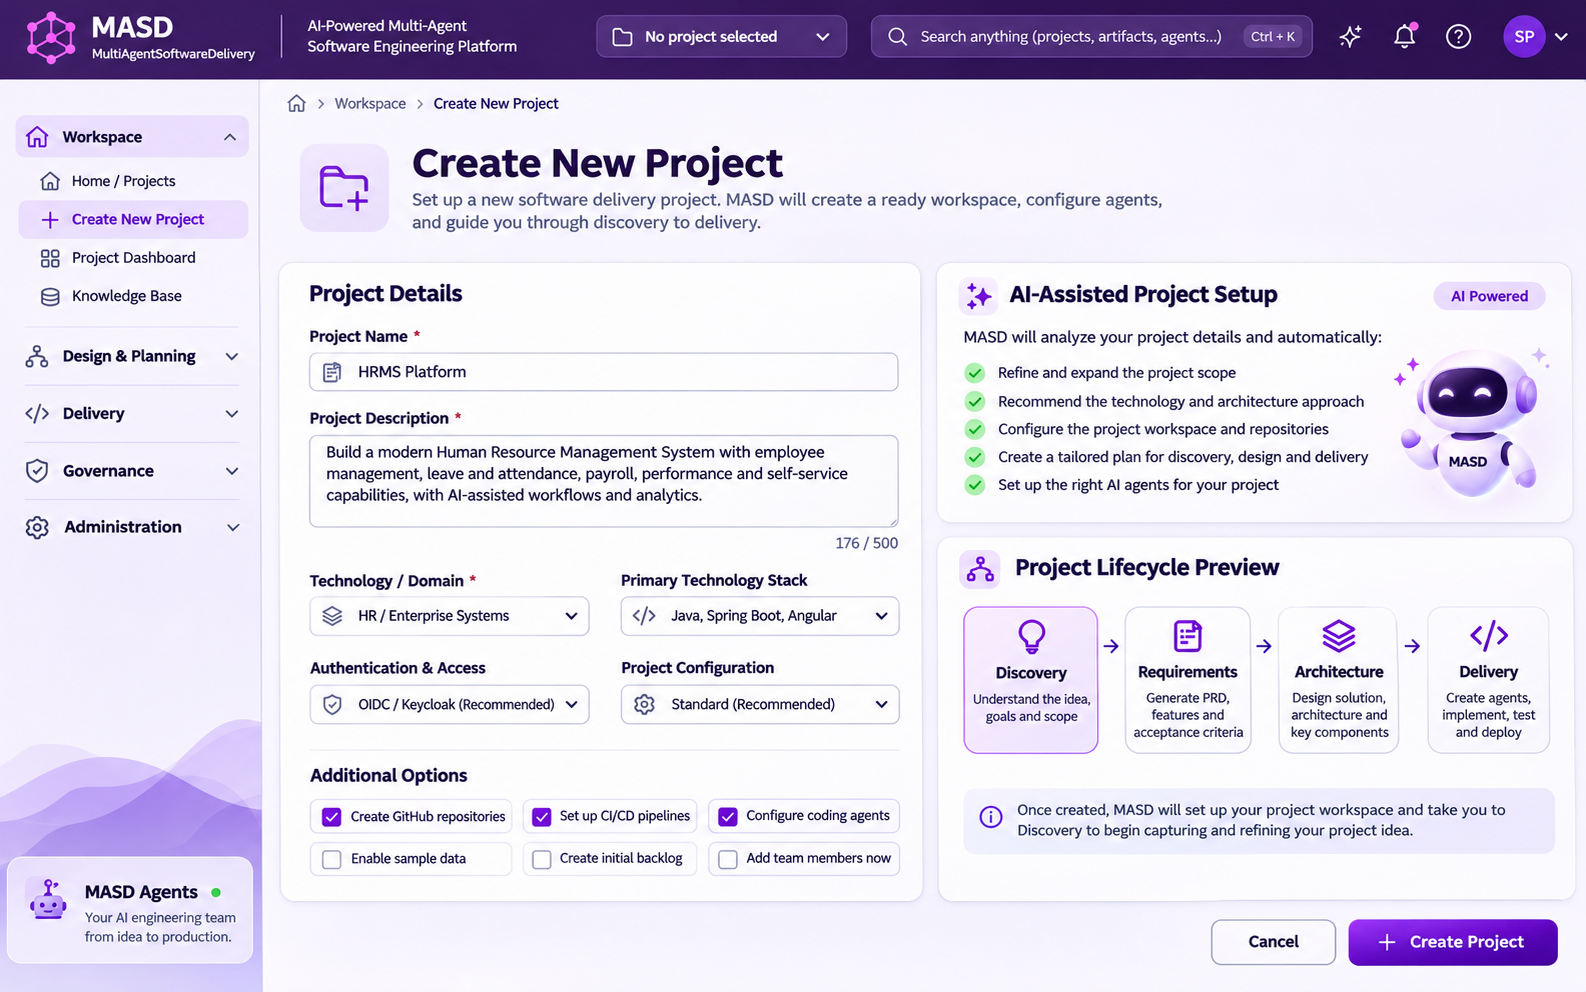 MASD
MultiAgentSoftwareDelivery
AI-Powered Multi-Agent
Software Engineering Platform
No project selected
Search anything (projects, artifacts, agents...)
Ctrl + K
SP
Workspace
Home / Projects
Create New Project
Project Dashboard
Knowledge Base
Design & Planning
Delivery
Governance
Administration
MASD Agents
Your AI engineering team
from idea to production.
Workspace
Create New Project
Create New Project
Set up a new software delivery project. MASD will create a ready workspace, configure agents,
and guide you through discovery to delivery.
Project Details
Project Name *
HRMS Platform
Project Description *
Build a modern Human Resource Management System with employee
management, leave and attendance, payroll, performance and self-service
capabilities, with AI-assisted workflows and analytics.
176 / 500
Technology / Domain *
HR / Enterprise Systems
Primary Technology Stack
Java, Spring Boot, Angular
Authentication & Access
OIDC / Keycloak (Recommended)
Project Configuration
Standard (Recommended)
Additional Options
Create GitHub repositories
Set up CI/CD pipelines
Configure coding agents
Enable sample data
Create initial backlog
Add team members now
AI-Assisted Project Setup
AI Powered
MASD will analyze your project details and automatically:
Refine and expand the project scope
Recommend the technology and architecture approach
Configure the project workspace and repositories
Create a tailored plan for discovery, design and delivery
Set up the right AI agents for your project
MASD
Project Lifecycle Preview
Discovery
Understand the idea,
goals and scope
Requirements
Generate PRD,
features and
acceptance criteria
Architecture
Design solution,
architecture and
key components
Delivery
Create agents,
implement, test
and deploy
Once created, MASD will set up your project workspace and take you to
Discovery to begin capturing and refining your project idea.
Cancel
Create Project